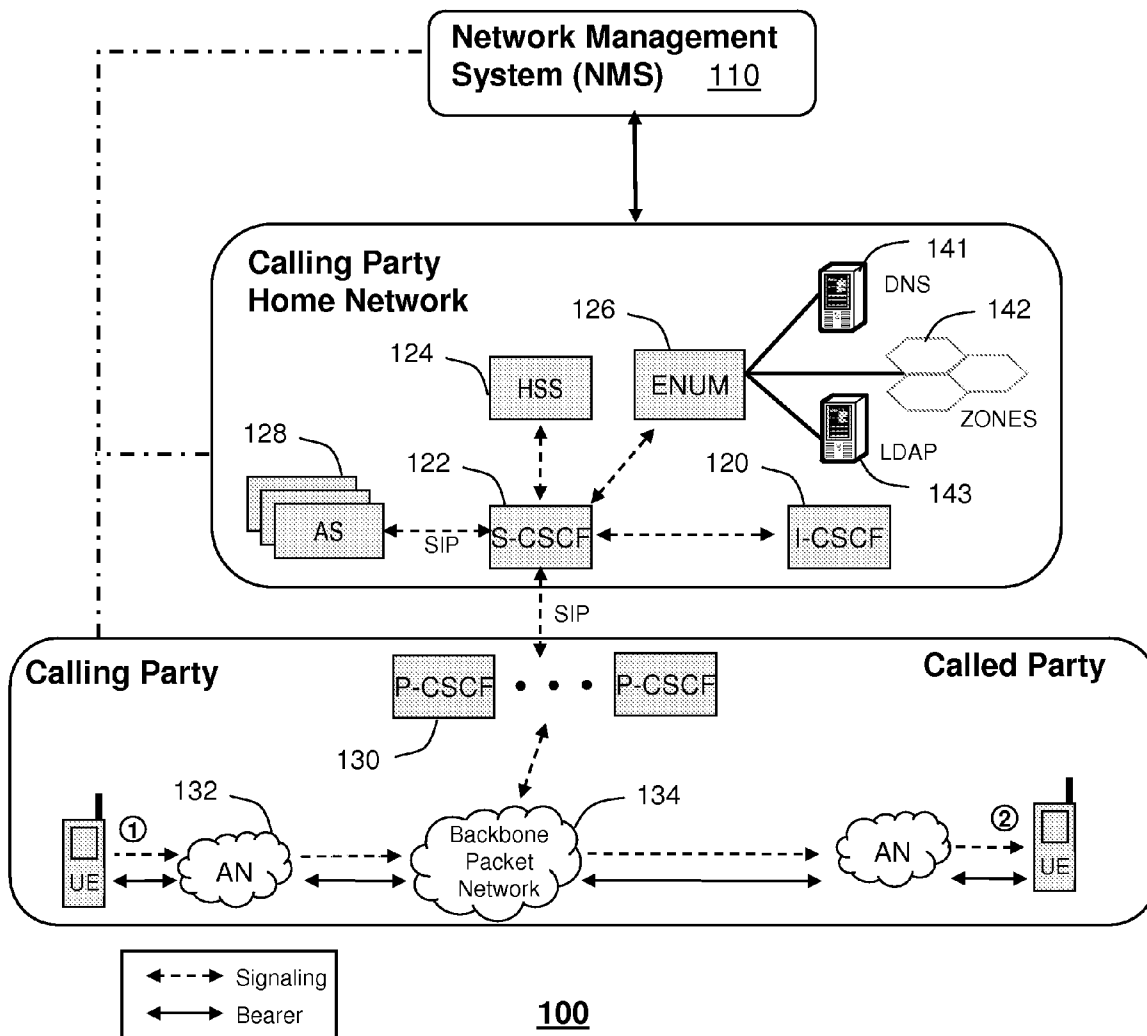 Network Management
System (NMS) 110
Calling Party
Home Network
141
DNS
126
142
124
HSS
ENUM
ZONES
128
122
120
LDAP
143
AS
SIP
S-CSCF
I-CSCF
SIP
Calling Party
Called Party
P-CSCF
P-CSCF
130
132
134
①
②
UE
AN
Backbone
Packet
Network
AN
UE
Signaling
Bearer
100